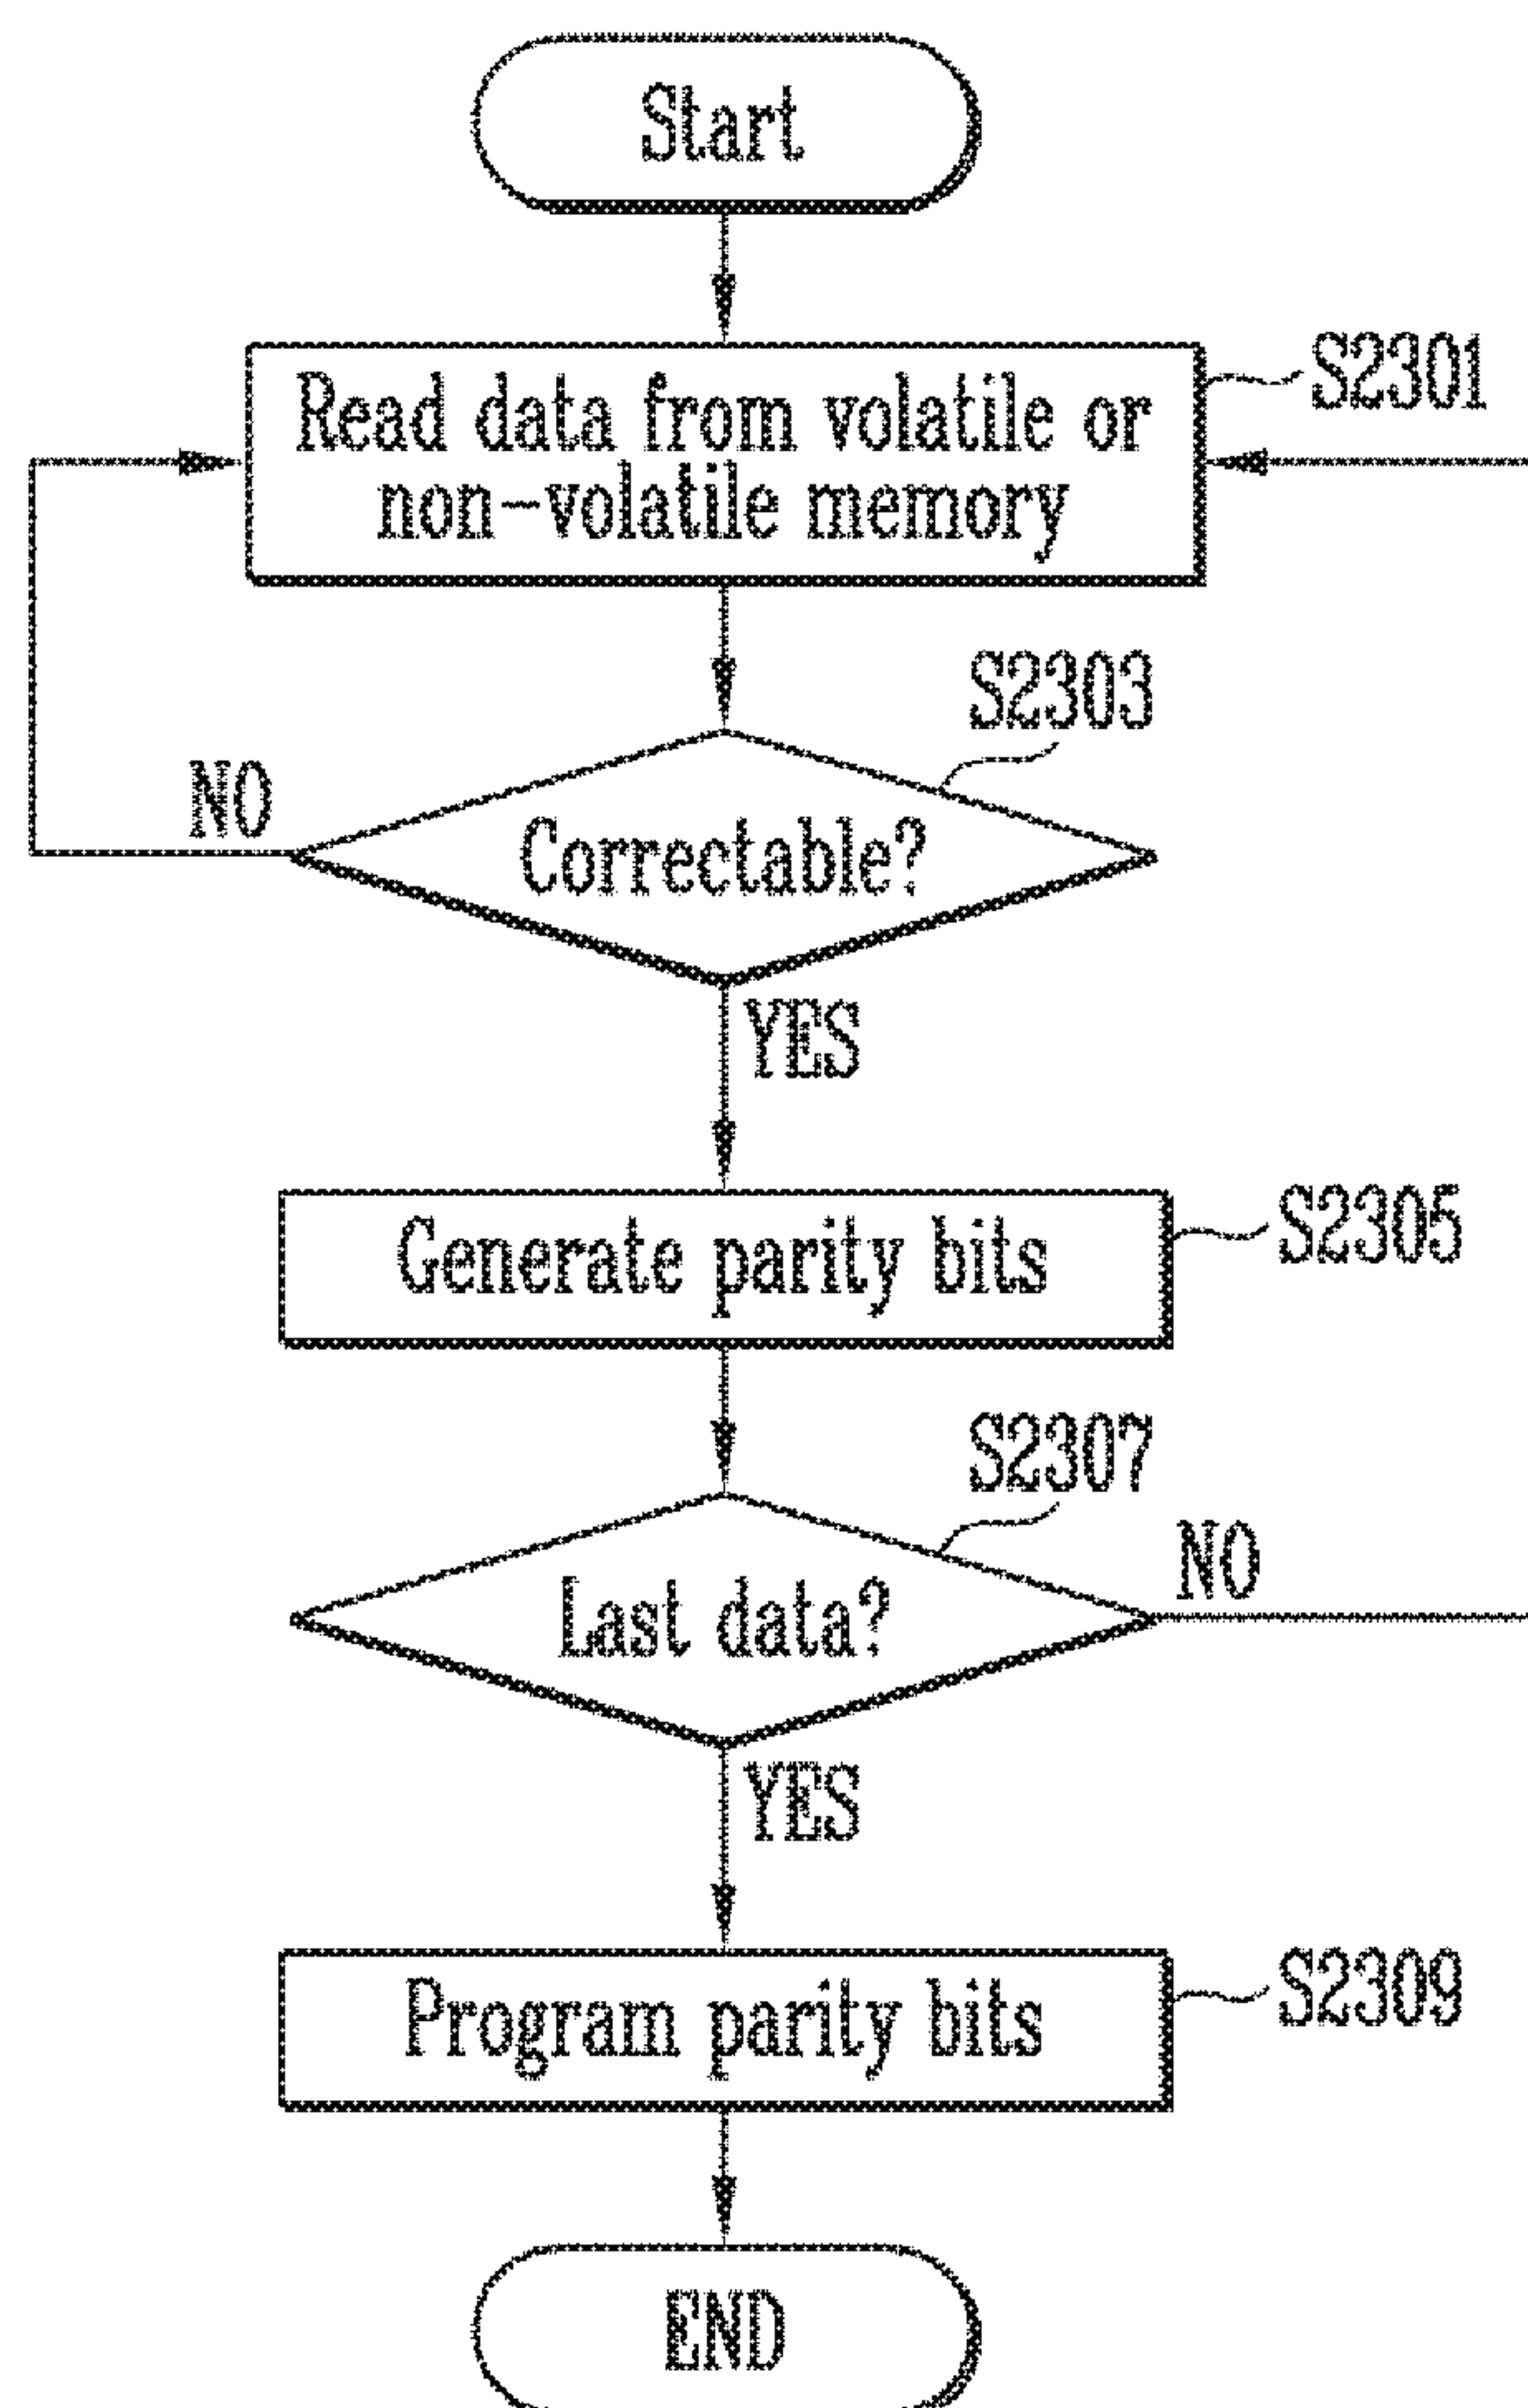 Start
S2301
Read data from volatile or
non-volatile memory
S2303
NO
Correctable?
YES
Generate parity bits
S2305
S2307
NO
Last data?
YES
Program parity bits
S2309
END